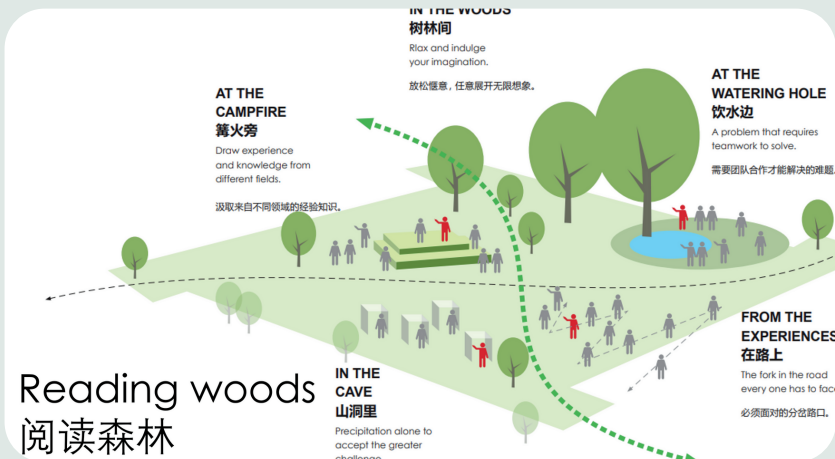 IN THE WOODS
树林间
Rlax and indulge
your imagination.
放松惬意，任意展开无限想象。
AT THE
CAMPFIRE
篝火旁
Draw experience
and knowledge from
different fields.
汲取来自不同领域的经验知识。
AT THE
WATERING HOLE
饮水边
A problem that requires
teamwork to solve.
需要团队合作才能解决的难题。
FROM THE
EXPERIENCES
在路上
The fork in the road
every one has to face
必须面对的分岔路口。
IN THE
CAVE
山洞里
Precipitation alone to
accept the greater
challenge
Reading woods
阅读森林